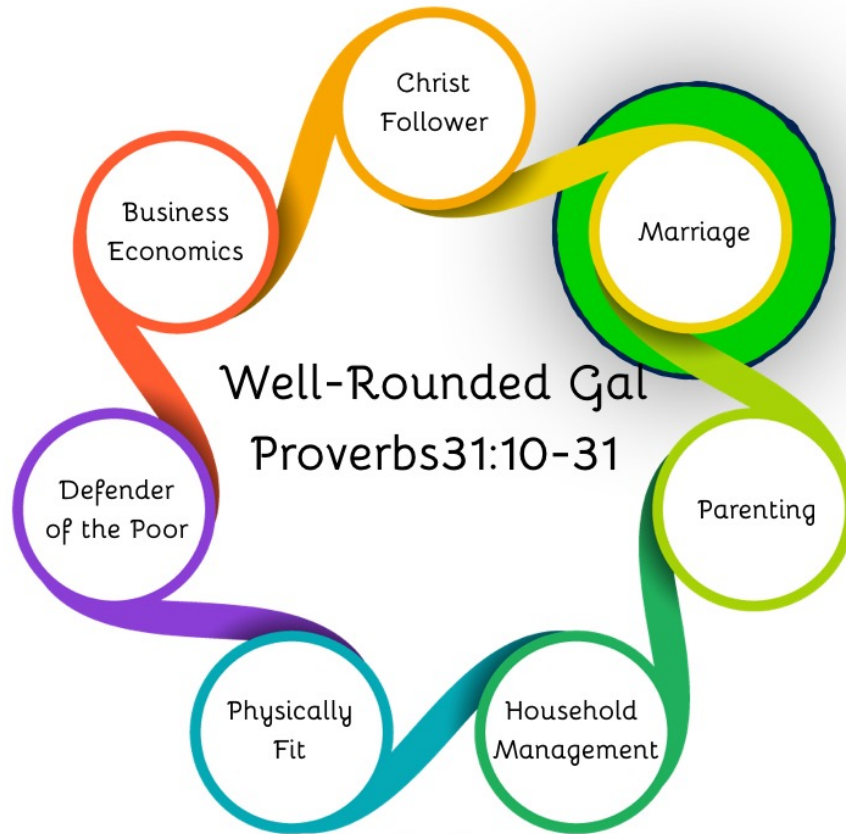 Christ
Follower
Marriage
Parenting
Household
Management
Physically
Fit
Defender
of the Poor
Business
Economics
Well-Rounded Gal
Proverbs31:10-31